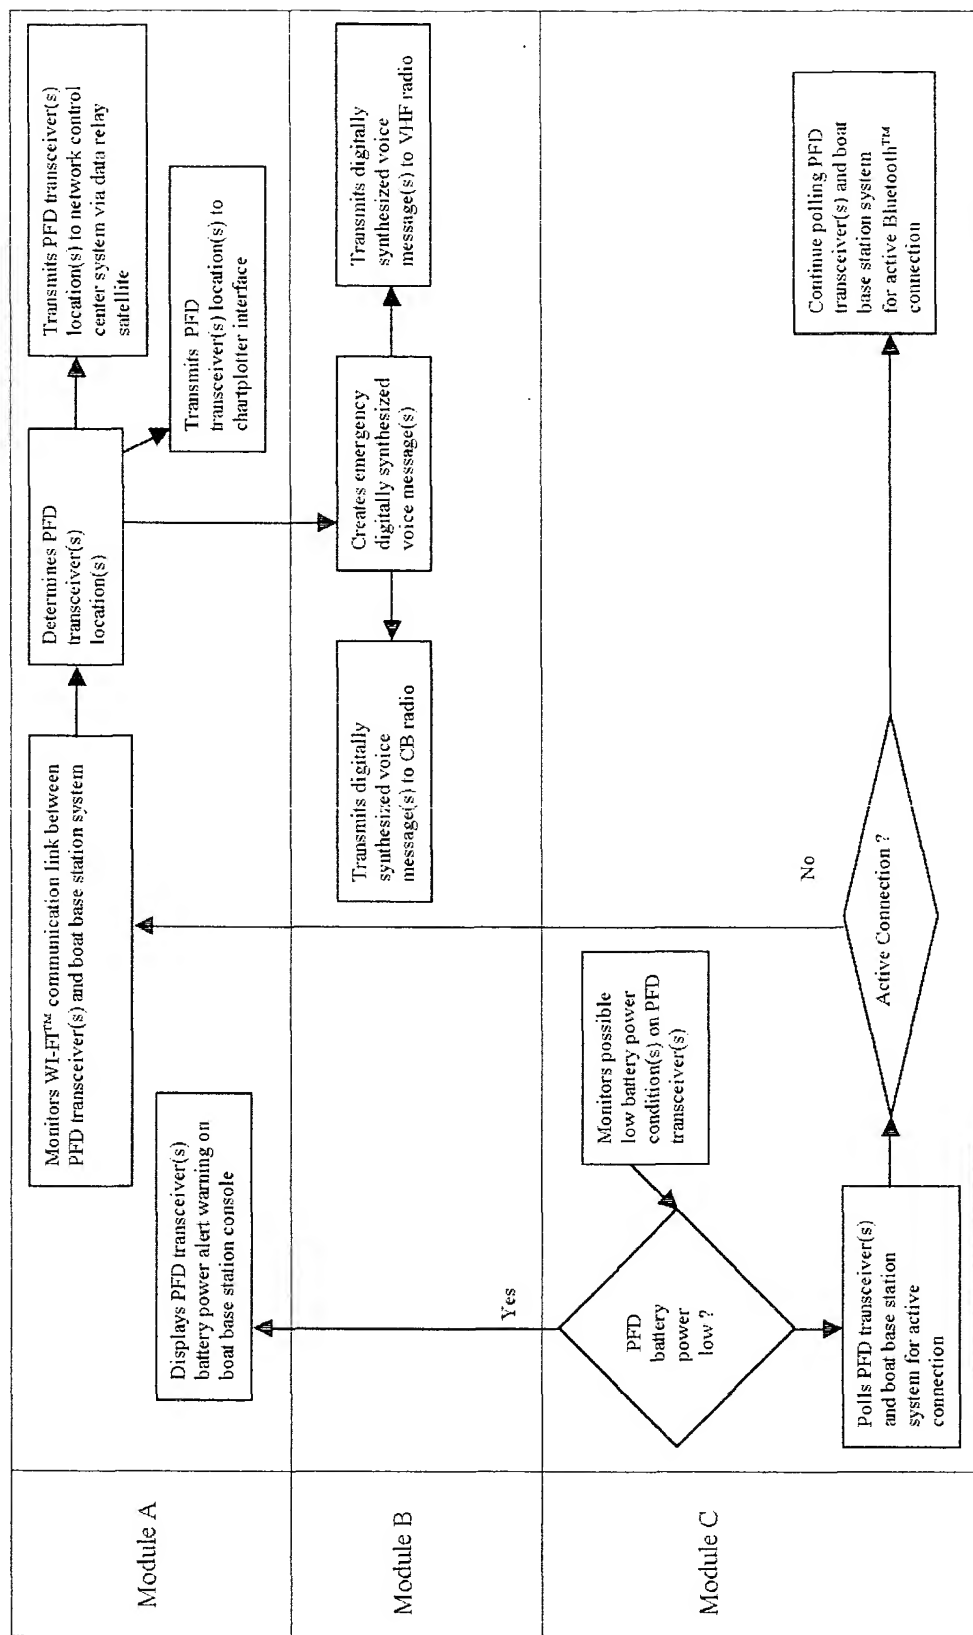 Module A
Monitors WI-FI™ communication link between
PFD transceiver(s) and boat base station system
Determines PFD
transceiver(s)
location(s)
Transmits PFD transceiver(s)
location(s) to network control
center system via data relay
satellite
Displays PFD transceiver(s)
battery power alert warning on
boat base station console
Transmits PFD
transceiver(s) location(s) to
chartplotter interface
Module B
Transmits digitally
synthesized voice
message(s) to CB radio
Creates emergency
digitally synthesized
voice message(s)
Transmits digitally
synthesized voice
message(s) to VHF radio
Yes
Module C
PFD
battery
power
low ?
Monitors possible
low battery power
condition(s) on PFD
transceiver(s)
No
Polls PFD transceiver(s)
and boat base station
system for active
connection
Active Connection ?
Continue polling PFD
transceiver(s) and boat
base station system
for active Bluetooth™
connection